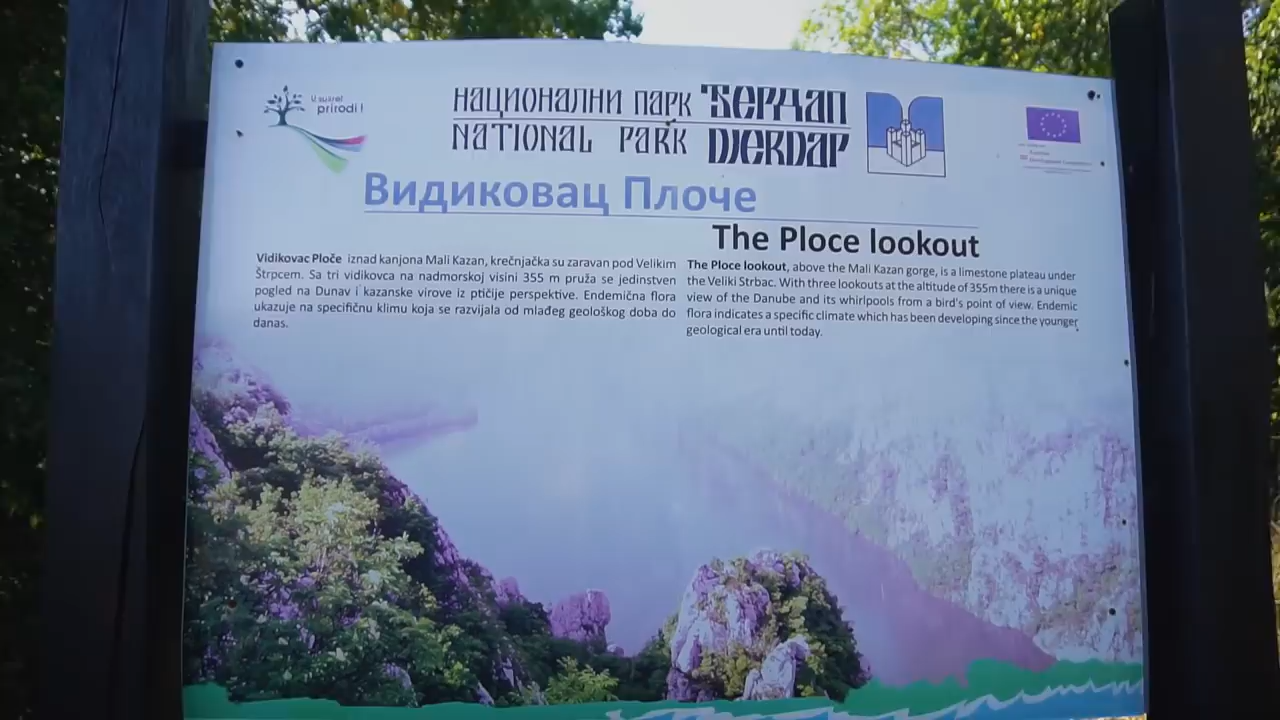 U susret
prirodi !
НАЦИОНАЛНИ ПАРК ЂЕРДАП
NATIONAL PARK DJERDAP
Видиковац Плоче
The Ploce lookout
Vidikovac Ploče iznad kanjona Mali Kazan, krečnjačka su zaravan pod Velikim
Štrpcem. Sa tri vidikovca na nadmorskoj visini 355 m pruža se jedinstven
pogled na Dunav i kazanske virove iz ptičije perspektive. Endemična flora
ukazuje na specifičnu klimu koja se razvijala od mlađeg geološkog doba do
danas.
The Ploce lookout, above the Mali Kazan gorge, is a limestone plateau under
the Veliki Strbac. With three lookouts at the altitude of 355m there is a unique
view of the Danube and its whirlpools from a bird's point of view. Endemic
flora indicates a specific climate which has been developing since the younger
geological era until today.